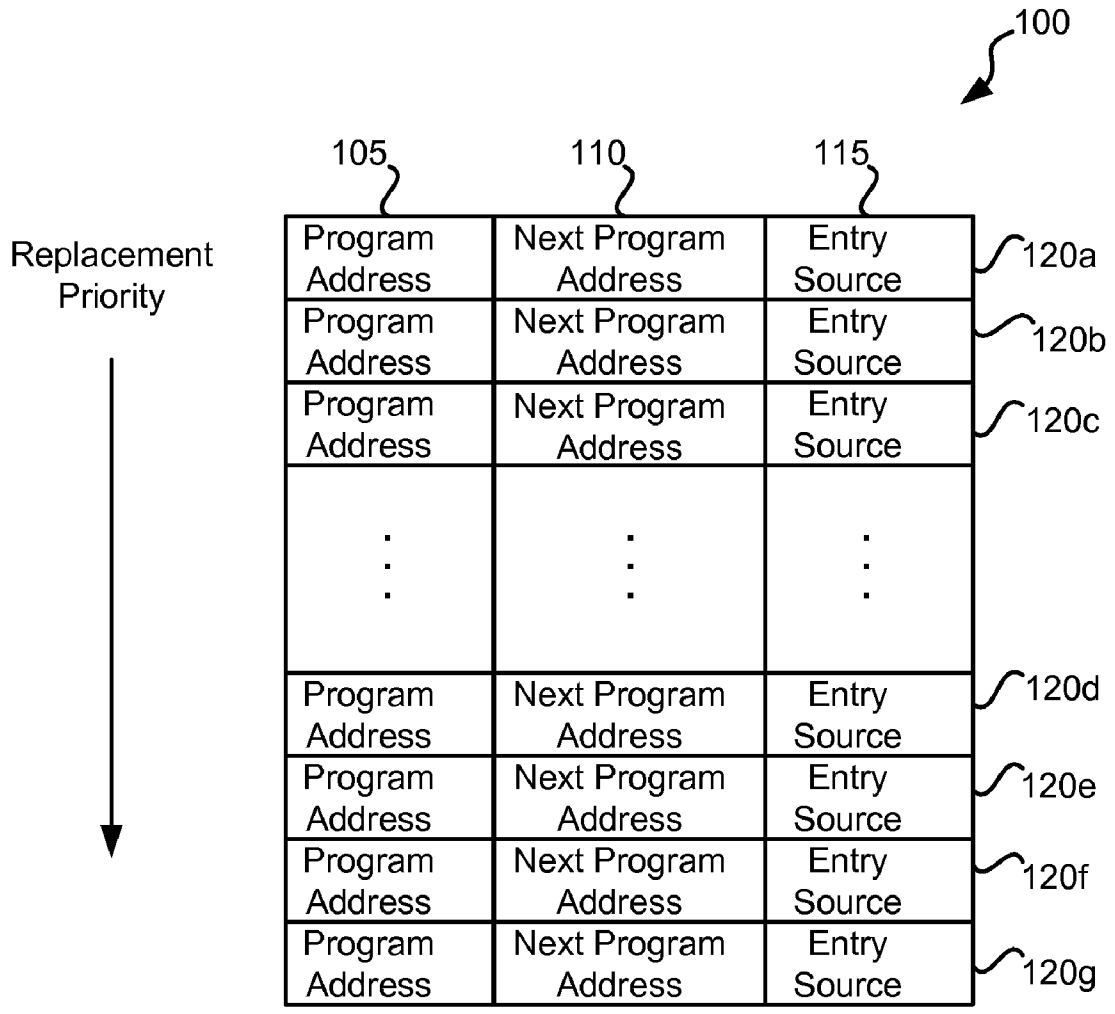 100
105 110 115
Replacement
Priority
Program Address Next Program Address Entry Source 120a
Program Address Next Program Address Entry Source 120b
Program Address Next Program Address Entry Source 120c
Program Address Next Program Address Entry Source 120d
Program Address Next Program Address Entry Source 120e
Program Address Next Program Address Entry Source 120f
Program Address Next Program Address Entry Source 120g